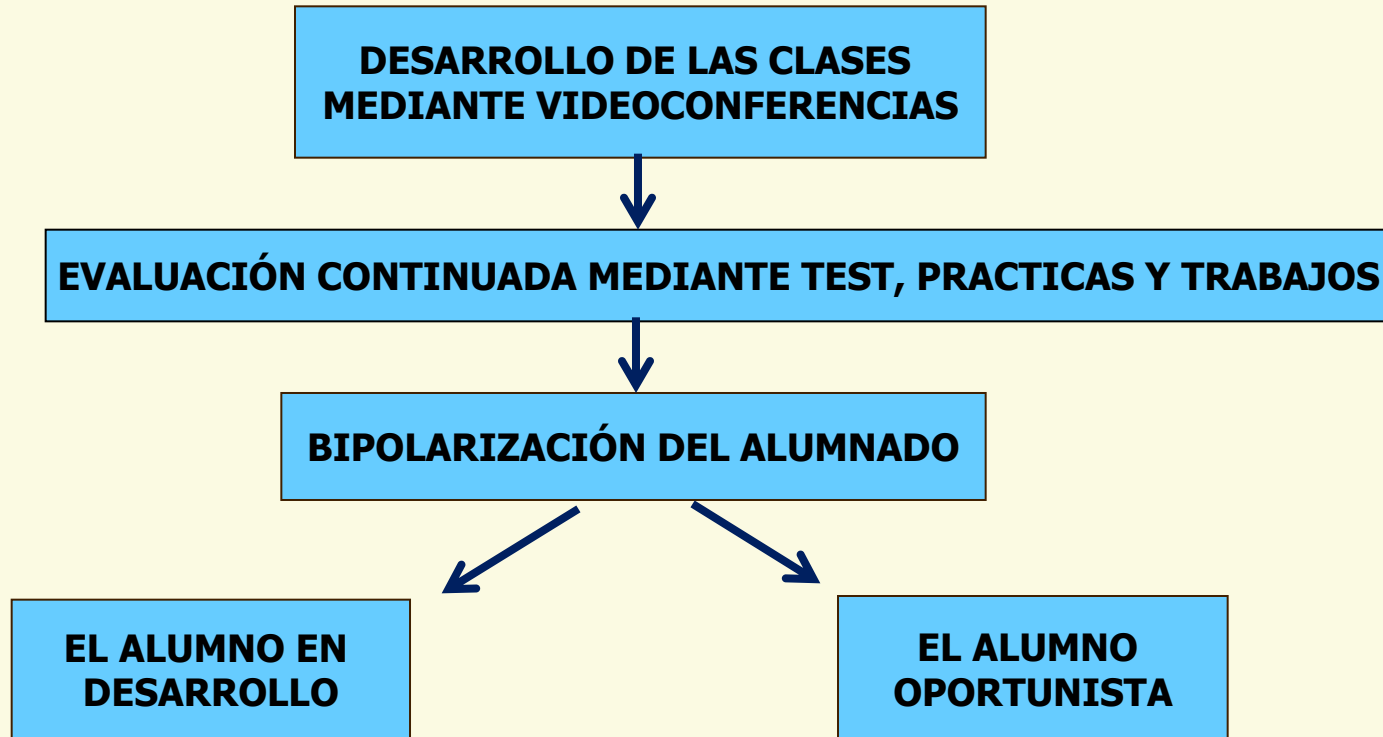 DESARROLLO DE LAS CLASES
MEDIANTE VIDEOCONFERENCIAS
EVALUACIÓN CONTINUADA MEDIANTE TEST, PRACTICAS Y TRABAJOS
BIPOLARIZACIÓN DEL ALUMNADO
EL ALUMNO EN
DESARROLLO
EL ALUMNO
OPORTUNISTA